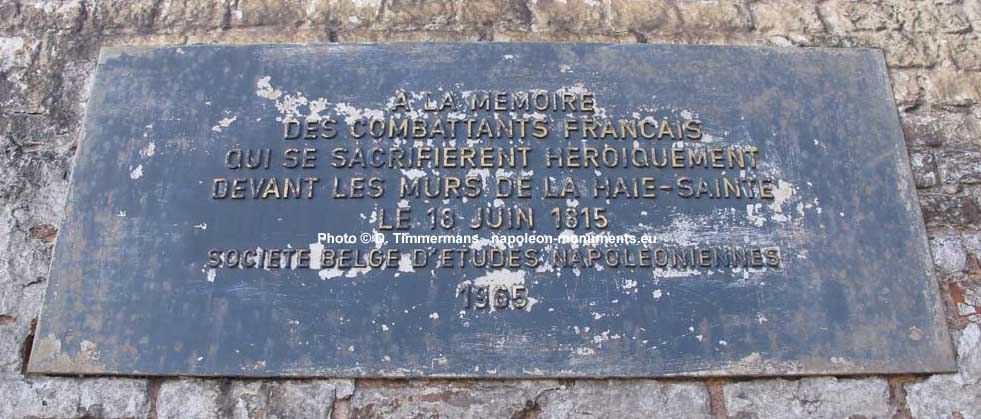 A LA MEMOIRE
DES COMBATTANTS FRANCAIS
QUI SE SACRIFIERENT HEROIQUEMENT
DEVANT LES MURS DE LA HAIE-SAINTE
LE 18 JUIN 1815
Photo © D. Timmermans - napoleon-monuments.eu
SOCIETE BELGE D'ETUDES NAPOLEONIENNES
1965